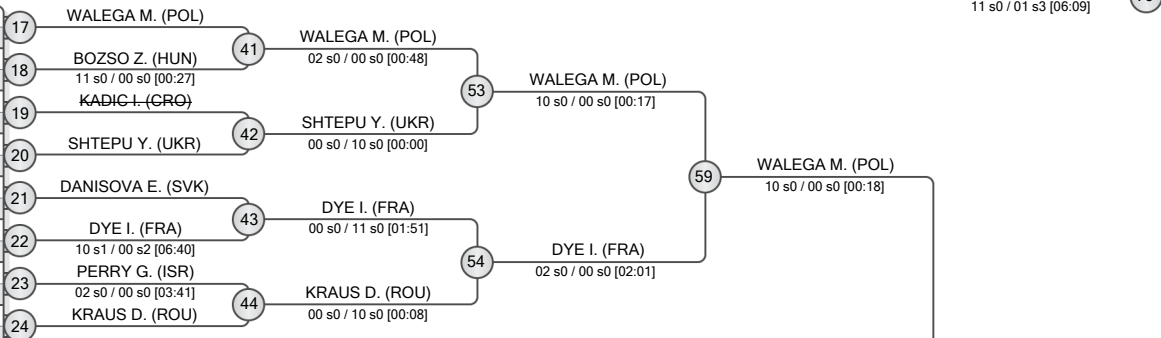 11 s0 / 01 s3 [06:09]
17
WALEGA M. (POL)
18
BOZSO Z. (HUN)
11 s0 / 00 s0 [00:27]
41
WALEGA M. (POL)
02 s0 / 00 s0 [00:48]
19
KADIC I. (CRO)
20
SHTEPU Y. (UKR)
42
SHTEPU Y. (UKR)
00 s0 / 10 s0 [00:00]
53
WALEGA M. (POL)
10 s0 / 00 s0 [00:17]
21
DANISOVA E. (SVK)
22
DYE I. (FRA)
10 s1 / 00 s2 [06:40]
43
DYE I. (FRA)
00 s0 / 11 s0 [01:51]
23
PERRY G. (ISR)
02 s0 / 00 s0 [03:41]
24
KRAUS D. (ROU)
44
KRAUS D. (ROU)
00 s0 / 10 s0 [00:08]
54
DYE I. (FRA)
02 s0 / 00 s0 [02:01]
59
WALEGA M. (POL)
10 s0 / 00 s0 [00:18]